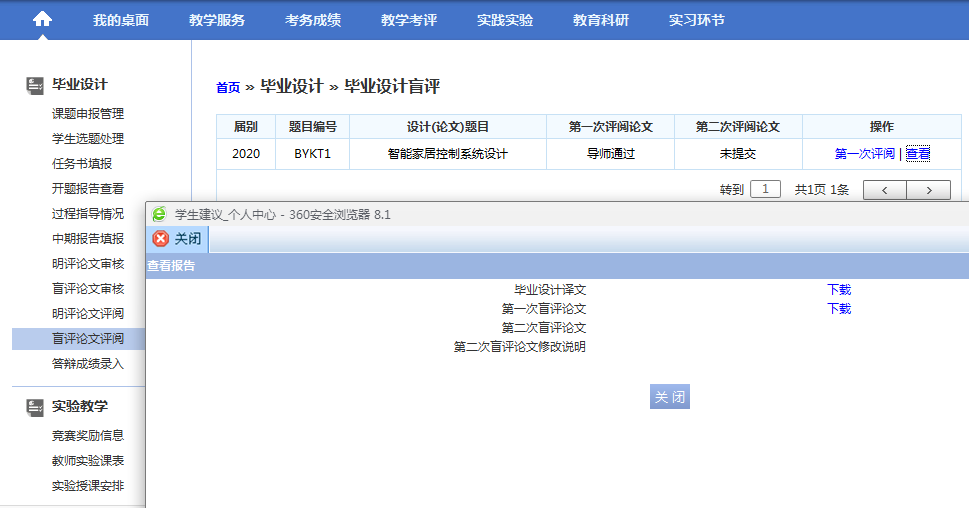 我的桌面 教学服务 考务成绩 教学考评 实践实验 教育科研 实习环节
毕业设计
课题申报管理
学生选题处理
任务书填报
开题报告查看
过程指导情况
中期报告填报
明评论文审核
盲评论文审核
明评论文评阅
盲评论文评阅
答辩成绩录入
实验教学
竞赛奖励信息
教师实验课表
实验授课安排
首页 » 毕业设计 » 毕业设计盲评
届别 题目编号 设计(论文)题目 第一次评阅论文 第二次评阅论文 操作
2020 BYKT1 智能家居控制系统设计 导师通过 未提交 第一次评阅 | 查看
转到 1 共1页 1条 < >
学生建议_个人中心 - 360安全浏览器 8.1
关闭
查看报告
毕业设计译文 下载
第一次盲评论文 下载
第二次盲评论文
第二次盲评论文修改说明
关 闭